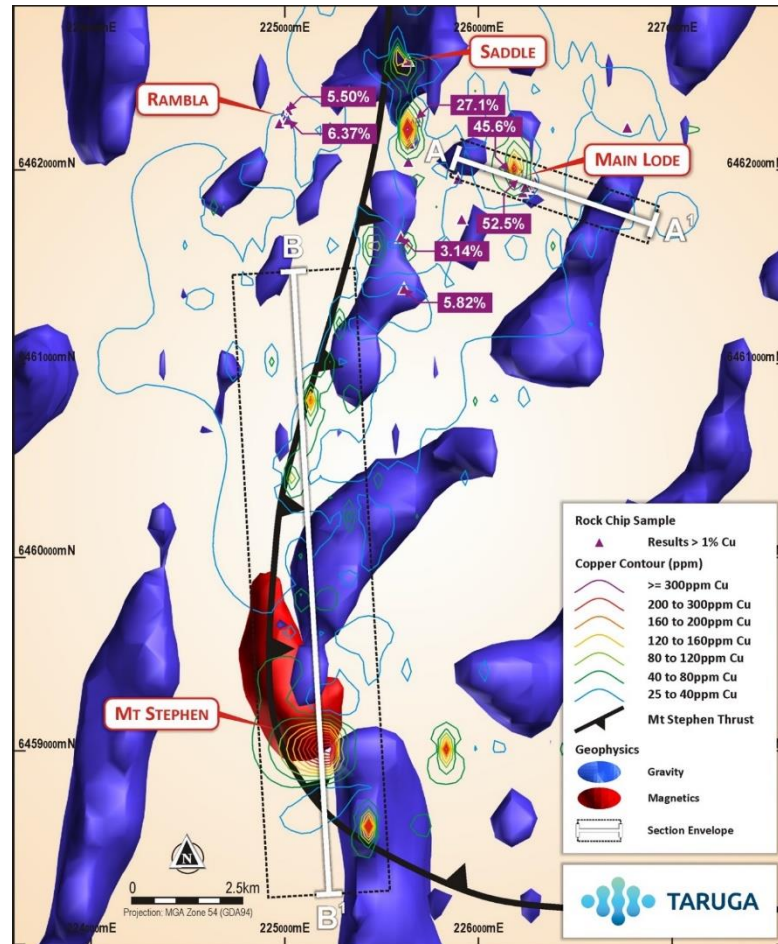 225000mE
226000mE
227
SADDLE
RAMBLA
5.50%
27.1%
6.37%
45.6%
A
MAIN LODE
6462000mN
6462000mN
52.5%
A¹
B
3.14%
5.82%
6461000mN
6461000mN
6460000mN
MT STEPHEN
6459000mN
Rock Chip Sample
Results > 1% Cu
Copper Contour (ppm)
>= 300ppm Cu
200 to 300ppm Cu
160 to 200ppm Cu
120 to 160ppm Cu
80 to 120ppm Cu
40 to 80ppm Cu
25 to 40ppm Cu
Mt Stephen Thrust
Geophysics
Gravity
Magnetics
Section Envelope
N
0 2.5km
Projection: MGA Zone 54 (GDA94)
B¹
TARUGA
225000mE
226000mE